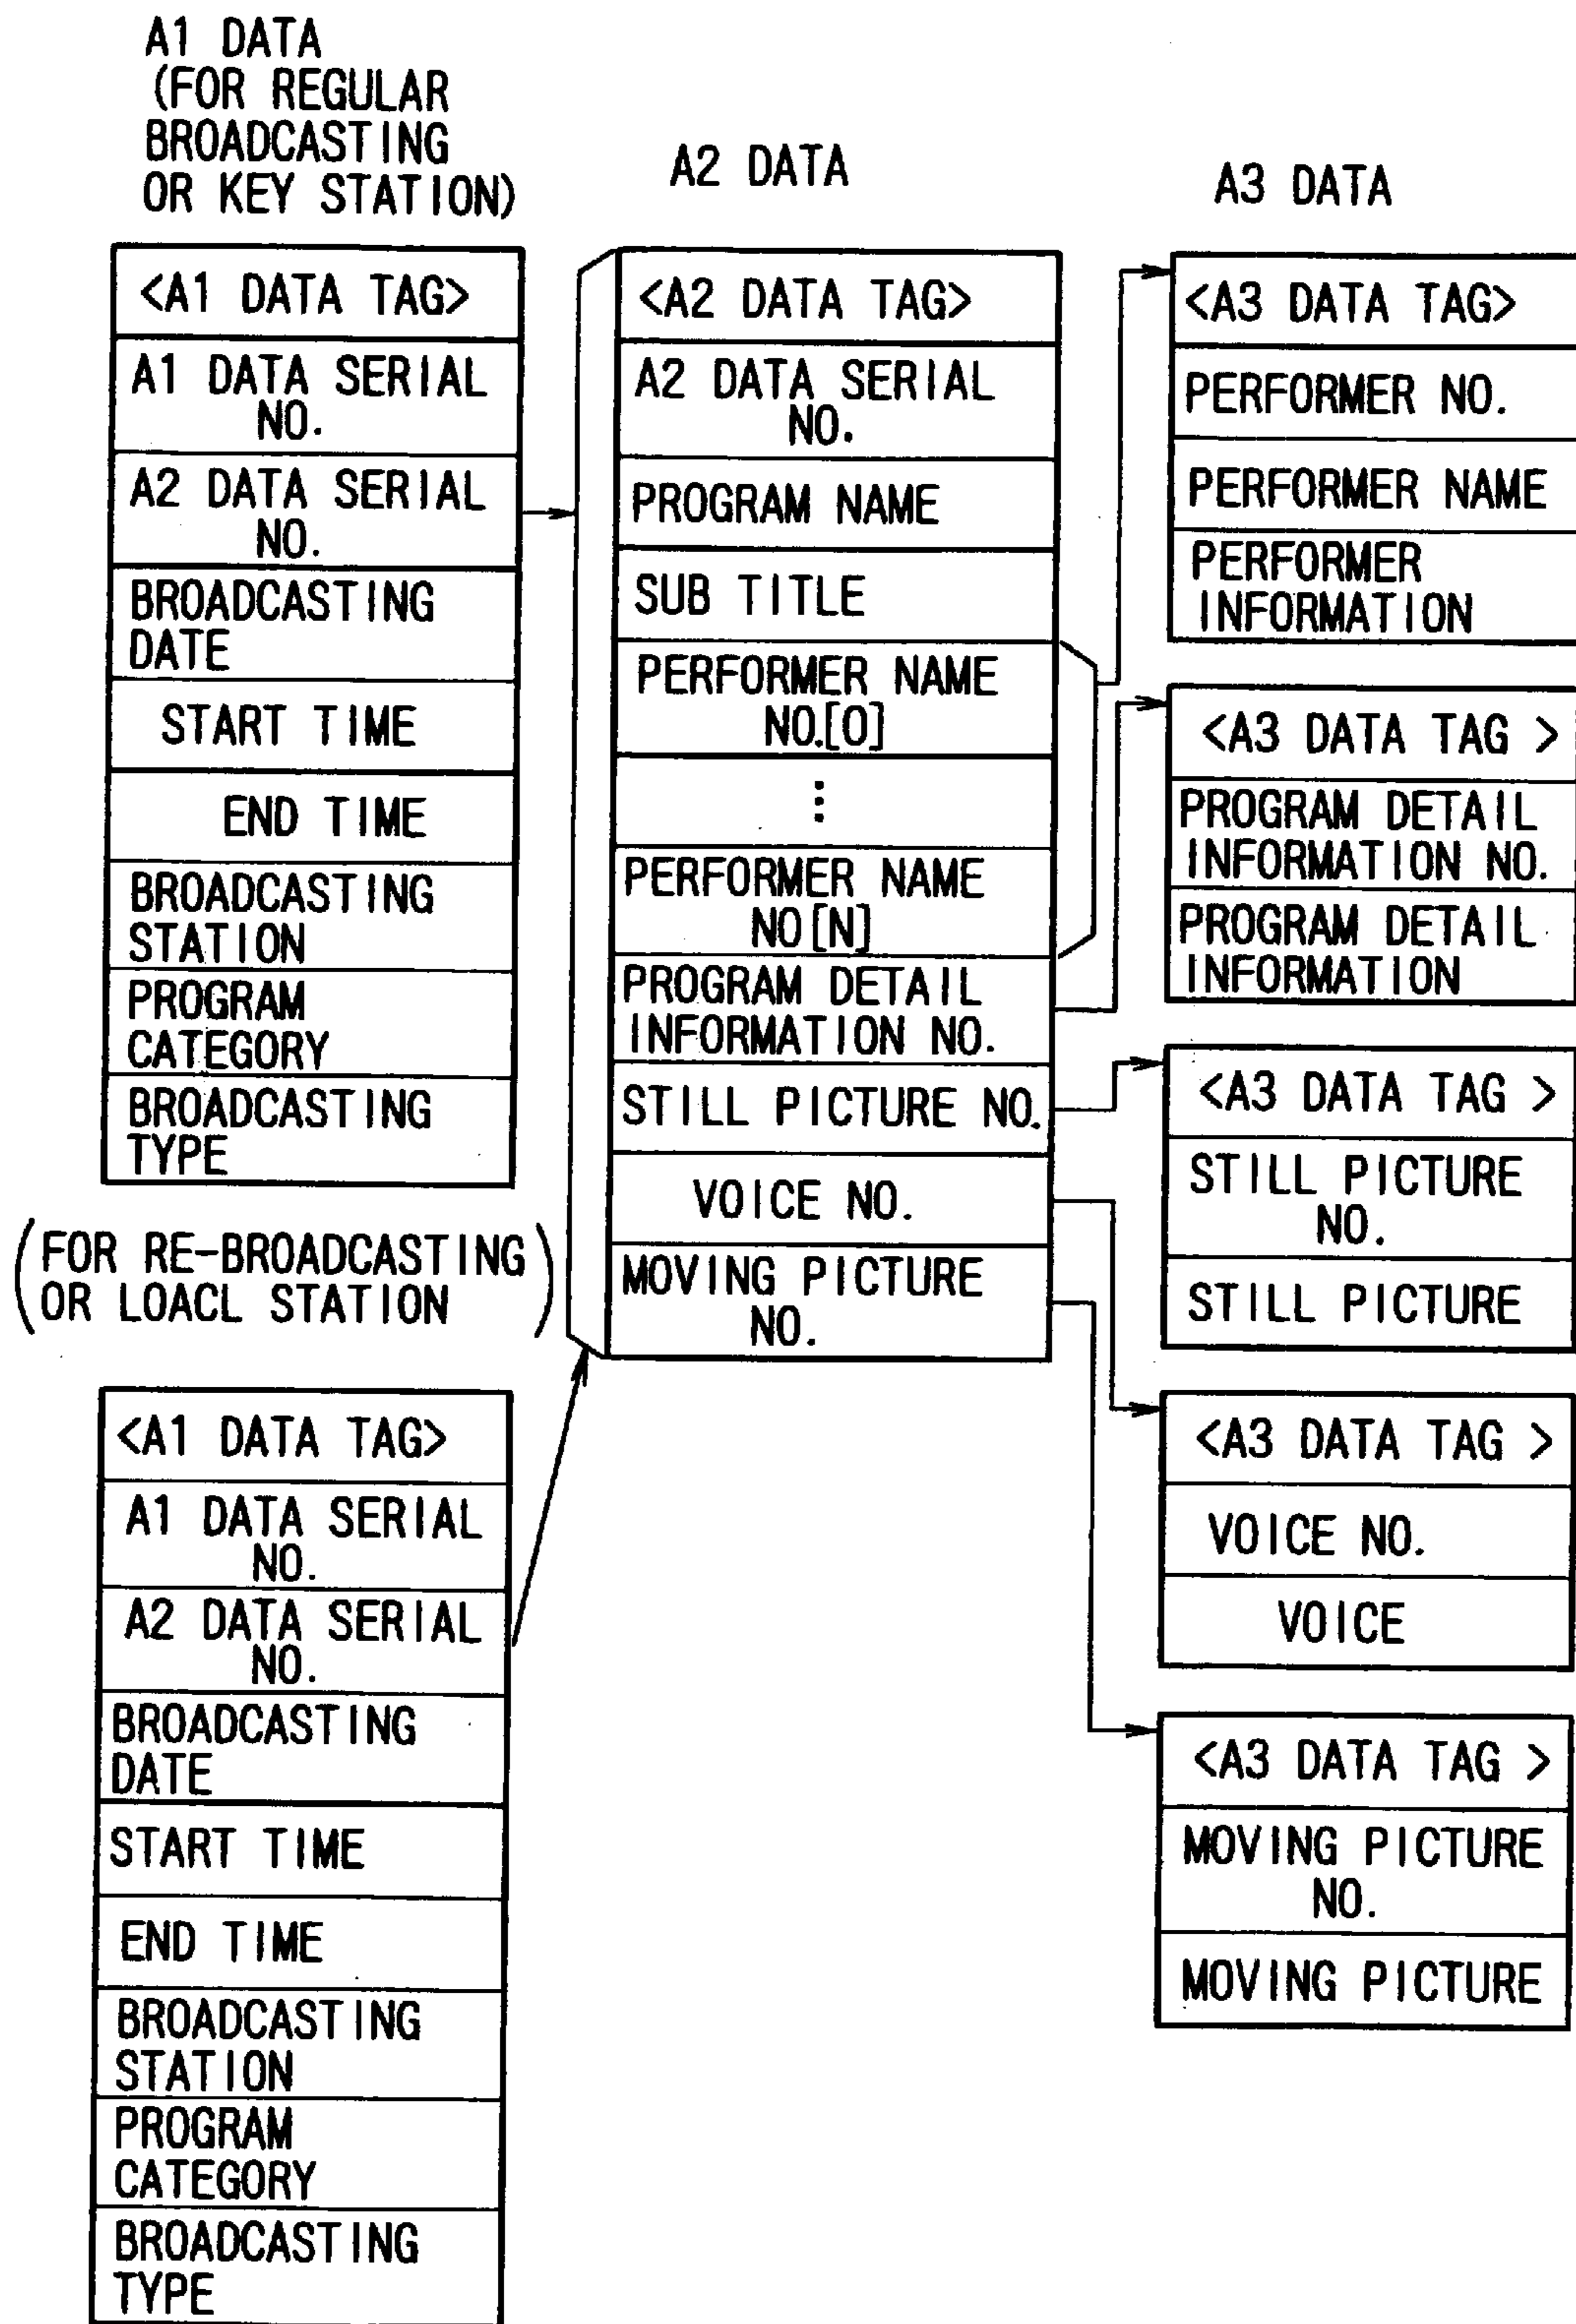 A1 DATA
(FOR REGULAR
BROADCASTING
OR KEY STATION)
<A1 DATA TAG>
A1 DATA SERIAL
NO.
A2 DATA SERIAL
NO.
BROADCASTING
DATE
START TIME
END TIME
BROADCASTING
STATION
PROGRAM
CATEGORY
BROADCASTING
TYPE
(FOR RE-BROADCASTING
OR LOACL STATION)
<A1 DATA TAG>
A1 DATA SERIAL
NO.
A2 DATA SERIAL
NO.
BROADCASTING
DATE
START TIME
END TIME
BROADCASTING
STATION
PROGRAM
CATEGORY
BROADCASTING
TYPE
A2 DATA
<A2 DATA TAG>
A2 DATA SERIAL
NO.
PROGRAM NAME
SUB TITLE
PERFORMER NAME
NO.[0]
⋮
PERFORMER NAME
NO[N]
PROGRAM DETAIL
INFORMATION NO.
STILL PICTURE NO.
VOICE NO.
MOVING PICTURE
NO.
A3 DATA
<A3 DATA TAG>
PERFORMER NO.
PERFORMER NAME
PERFORMER
INFORMATION
<A3 DATA TAG >
PROGRAM DETAIL
INFORMATION NO.
PROGRAM DETAIL
INFORMATION
<A3 DATA TAG >
STILL PICTURE
NO.
STILL PICTURE
<A3 DATA TAG >
VOICE NO.
VOICE
<A3 DATA TAG >
MOVING PICTURE
NO.
MOVING PICTURE